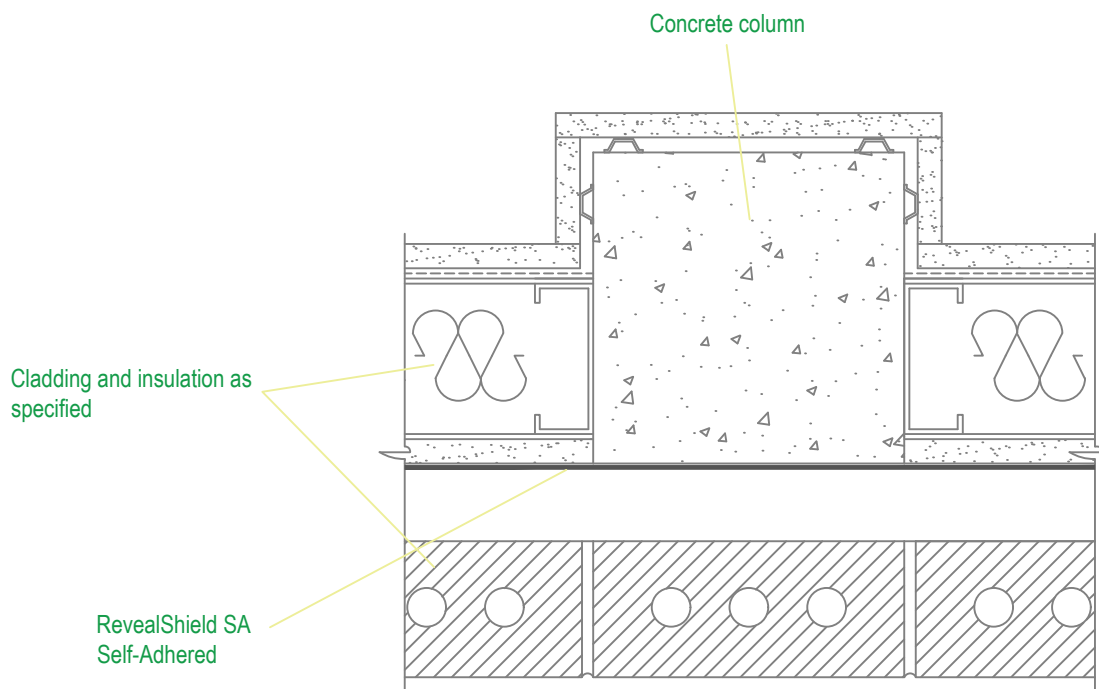 Concrete column
Cladding and insulation as
specified
RevealShield SA
Self-Adhered